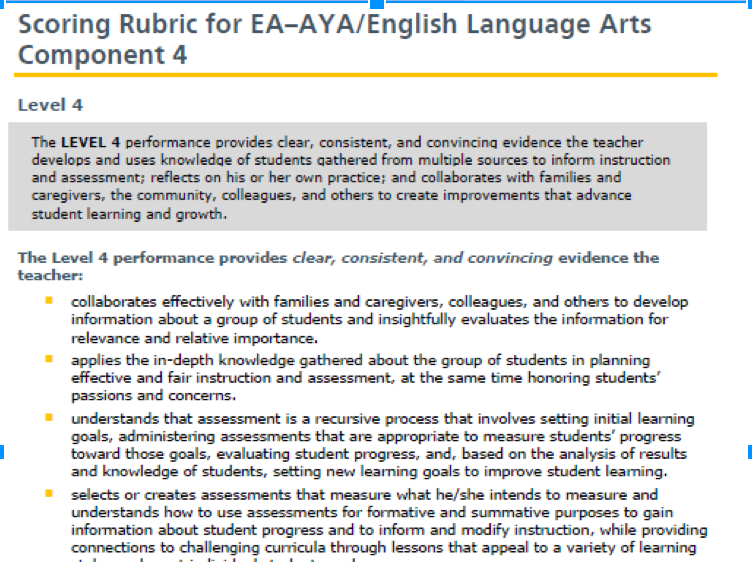 Scoring Rubric for EA–AYA/English Language Arts
Component 4
Level 4
The LEVEL 4 performance provides clear, consistent, and convincing evidence the teacher
develops and uses knowledge of students gathered from multiple sources to inform instruction
and assessment; reflects on his or her own practice; and collaborates with families and
caregivers, the community, colleagues, and others to create improvements that advance
student learning and growth.
The Level 4 performance provides clear, consistent, and convincing evidence the
teacher:
collaborates effectively with families and caregivers, colleagues, and others to develop
information about a group of students and insightfully evaluates the information for
relevance and relative importance.
applies the in-depth knowledge gathered about the group of students in planning
effective and fair instruction and assessment, at the same time honoring students'
passions and concerns.
understands that assessment is a recursive process that involves setting initial learning
goals, administering assessments that are appropriate to measure students' progress
toward those goals, evaluating student progress, and, based on the analysis of results
and knowledge of students, setting new learning goals to improve student learning.
selects or creates assessments that measure what he/she intends to measure and
understands how to use assessments for formative and summative purposes to gain
information about student progress and to inform and modify instruction, while providing
connections to challenging curricula through lessons that appeal to a variety of learning